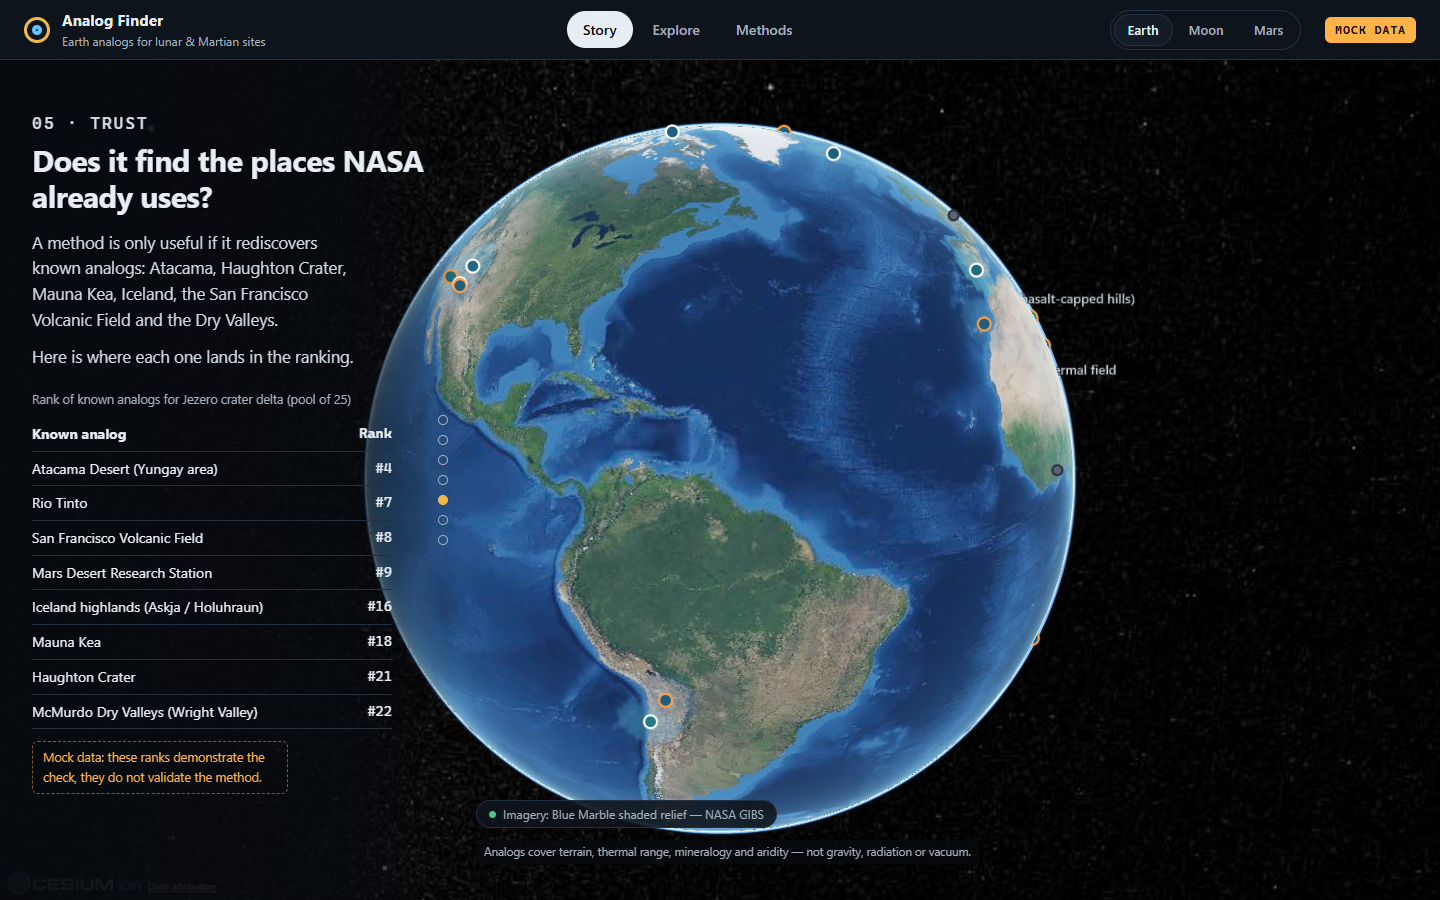 Analog Finder
Earth analogs for lunar & Martian sites
Story
Explore
Methods
Earth
Moon
Mars
MOCK DATA
05 · TRUST
Does it find the places NASA
already uses?
A method is only useful if it rediscovers
known analogs: Atacama, Haughton Crater,
Mauna Kea, Iceland, the San Francisco
Volcanic Field and the Dry Valleys.
Here is where each one lands in the ranking.
Rank of known analogs for Jezero crater delta (pool of 25)
Known analog Rank
Atacama Desert (Yungay area) #4
Rio Tinto #7
San Francisco Volcanic Field #8
Mars Desert Research Station #9
Iceland highlands (Askja / Holuhraun) #16
Mauna Kea #18
Haughton Crater #21
McMurdo Dry Valleys (Wright Valley) #22
Mock data: these ranks demonstrate the
check, they do not validate the method.
basalt-capped hills)
ermal field
Imagery: Blue Marble shaded relief — NASA GIBS
Analogs cover terrain, thermal range, mineralogy and aridity — not gravity, radiation or vacuum.
CESIUM ion Data attribution